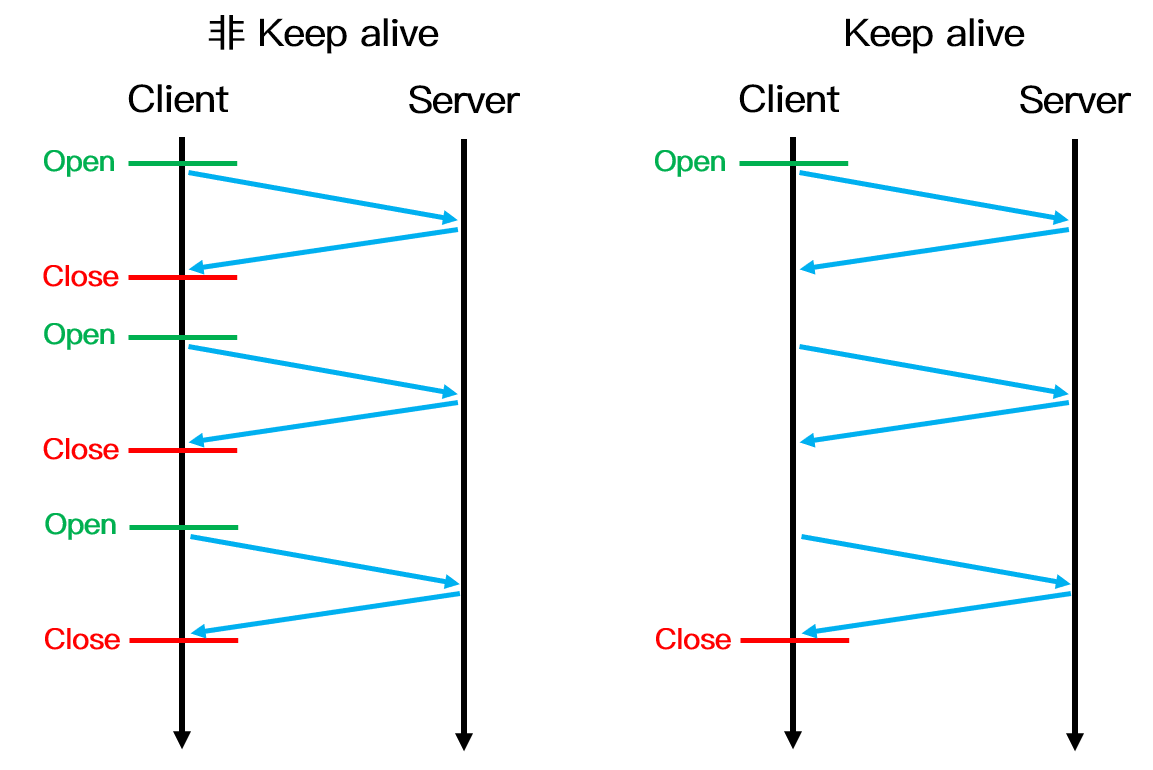 非 Keep alive
Client
Server
Open
Close
Open
Close
Open
Close
Keep alive
Client
Server
Open
Close